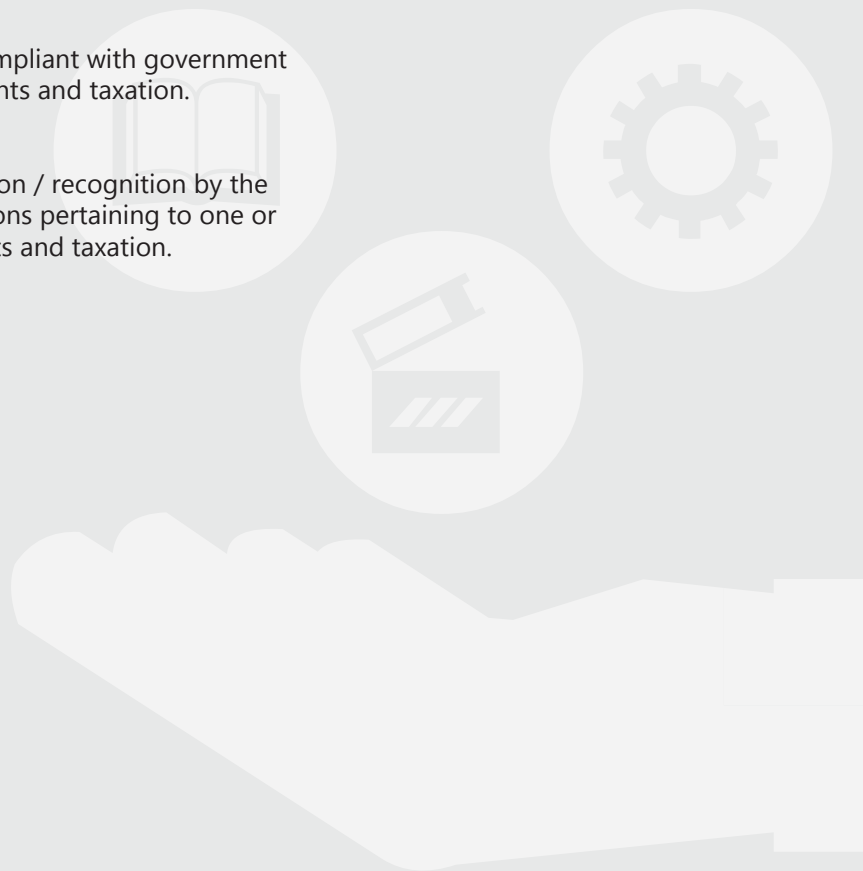 mpliant with government
nts and taxation.
on / recognition by the
ons pertaining to one or
ts and taxation.